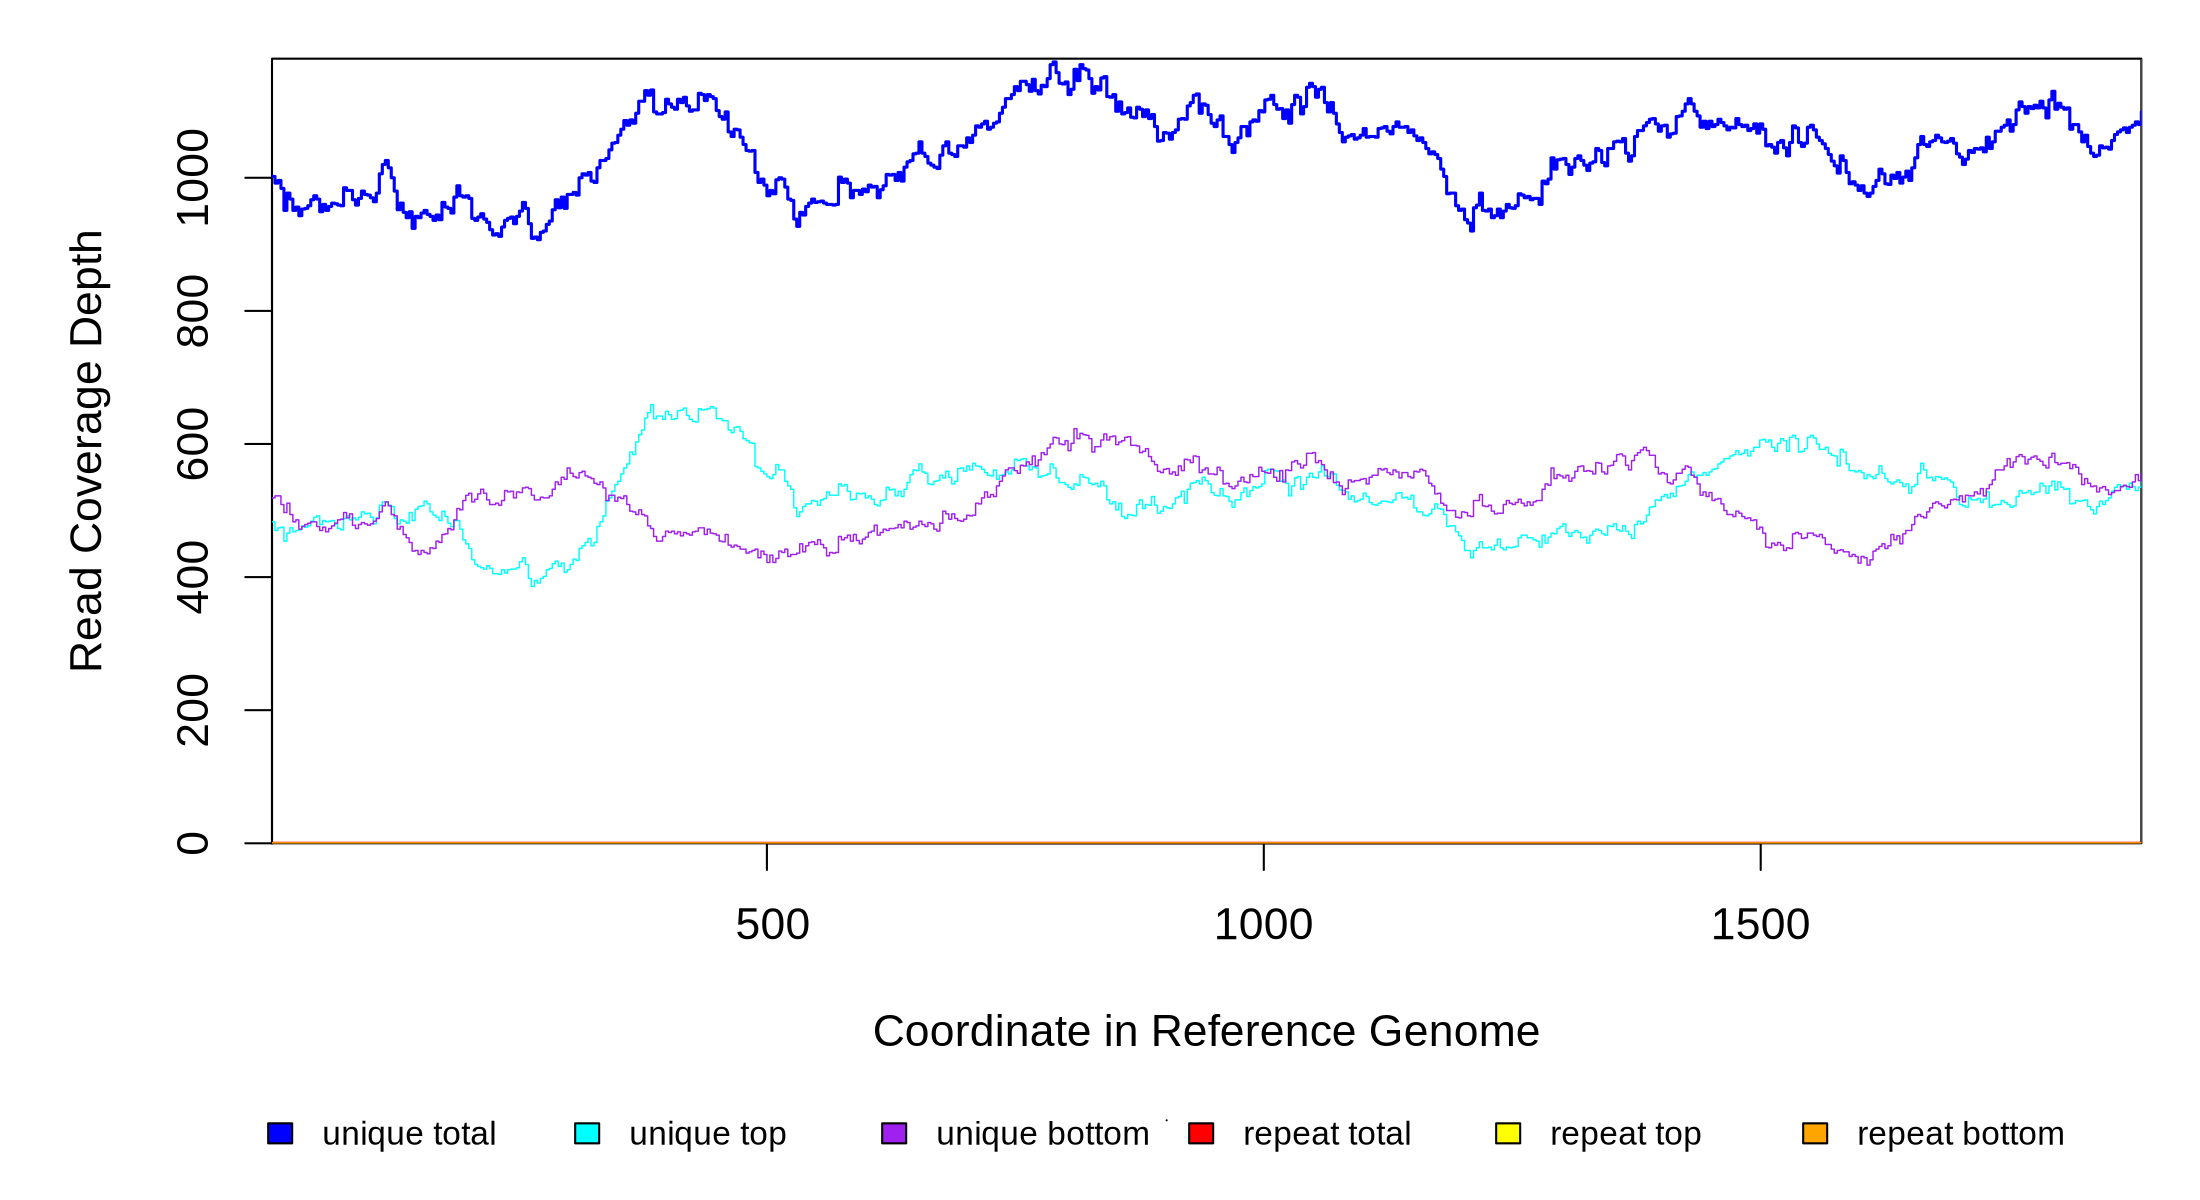 Read Coverage Depth
1000
800
600
400
200
0
500 1000 1500
Coordinate in Reference Genome
unique total unique top unique bottom repeat total repeat top repeat bottom